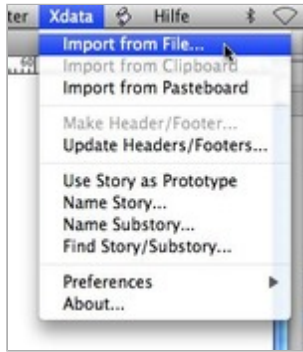 ter Xdata Hilfe
Import from File...
Import from Clipboard
Import from Pasteboard
Make Header/Footer...
Update Headers/Footers...
Use Story as Prototype
Name Story...
Name Substory...
Find Story/Substory...
Preferences
About...